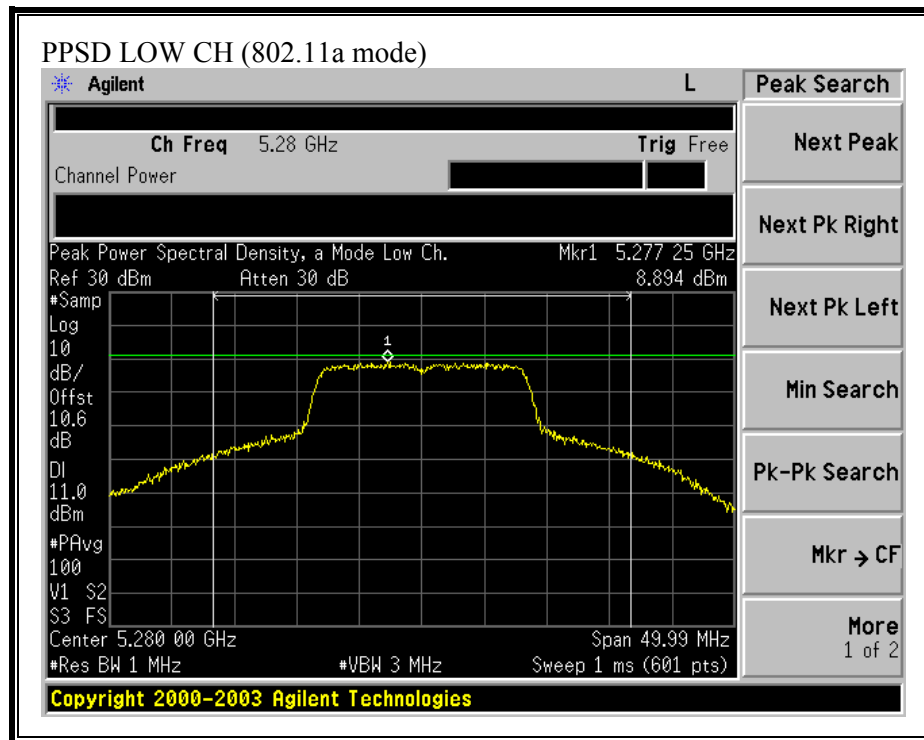 PPSD LOW CH (802.11a mode)
Agilent L Peak Search
Ch Freq 5.28 GHz Trig Free
Channel Power
Next Peak
Next Pk Right
Peak Power Spectral Density, a Mode Low Ch. Mkr1 5.277 25 GHz
Ref 30 dBm Atten 30 dB 8.894 dBm
#Samp
Log
10
dB/
Offst
10.6
dB
DI
11.0
dBm
#PAvg
100
V1 S2
S3 FS
1
Next Pk Left
Min Search
Pk-Pk Search
Mkr → CF
More
1 of 2
Center 5.280 00 GHz Span 49.99 MHz
#Res BW 1 MHz #VBW 3 MHz Sweep 1 ms (601 pts)
Copyright 2000-2003 Agilent Technologies